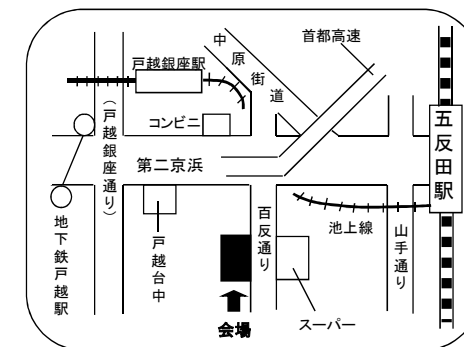 首都高速
中原街道
戸越銀座駅
コンビニ
五反田駅
（戸越銀座通り）
第二京浜
地下鉄戸越駅
戸越台中
百反通り
池上線
山手通り
会場
スーパー